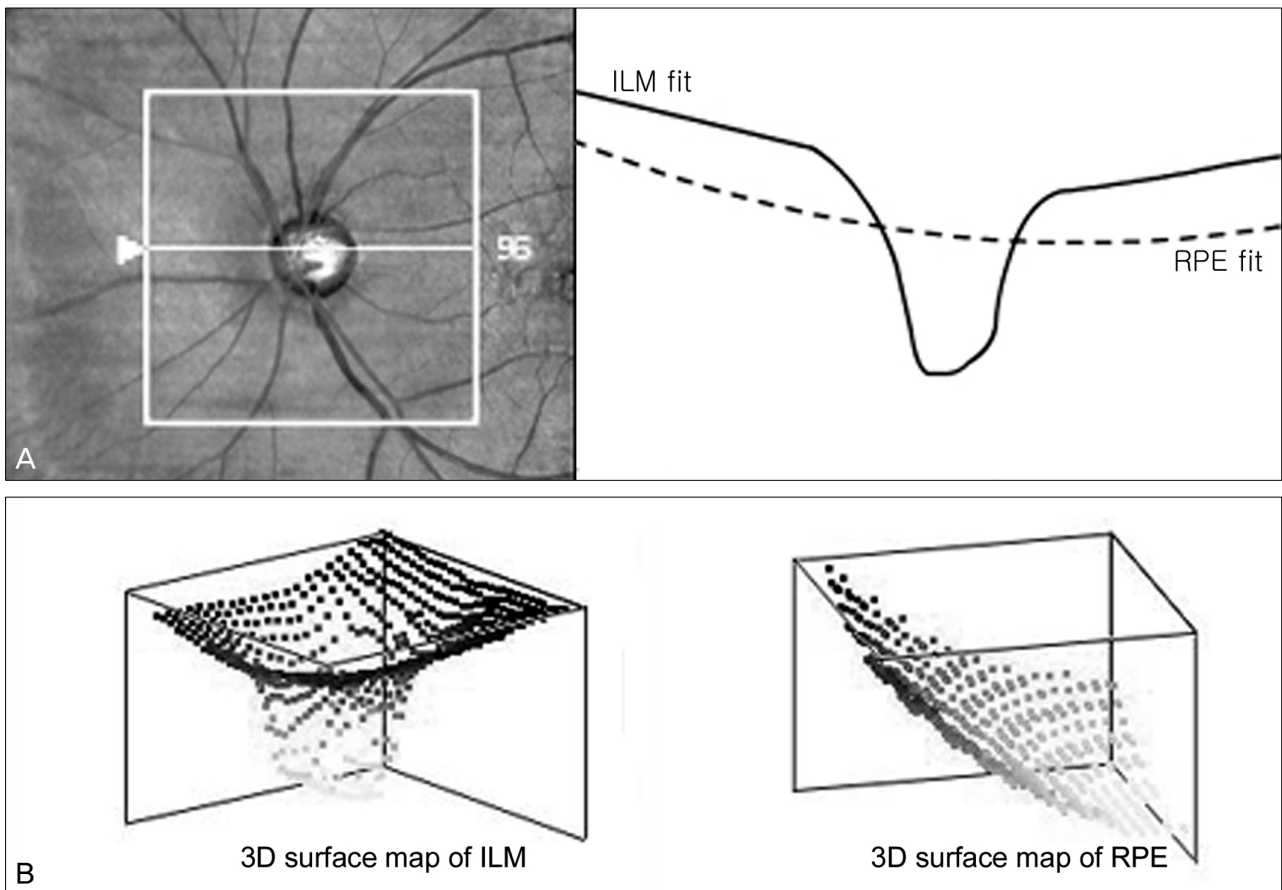 ILM fit
96
RPE fit
A
3D surface map of ILM
3D surface map of RPE
B